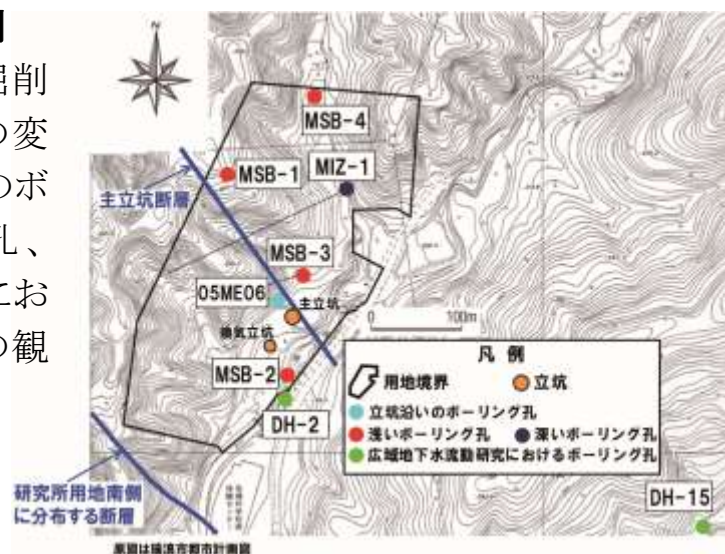 N
掘削
の変
のボ
孔、
にお
の観
MSB-4
MSB-1
MIZ-1
主立坑断層
MSB-3
05ME06
主立坑
換気立坑
0 100m
MSB-2
DH-2
凡 例
用地境界
立坑
立坑沿いのボーリング孔
浅いボーリング孔
深いボーリング孔
広域地下水流動研究におけるボーリング孔
研究所用地南側
に分布する断層
DH-15
原図は瑞浪市都市計画図